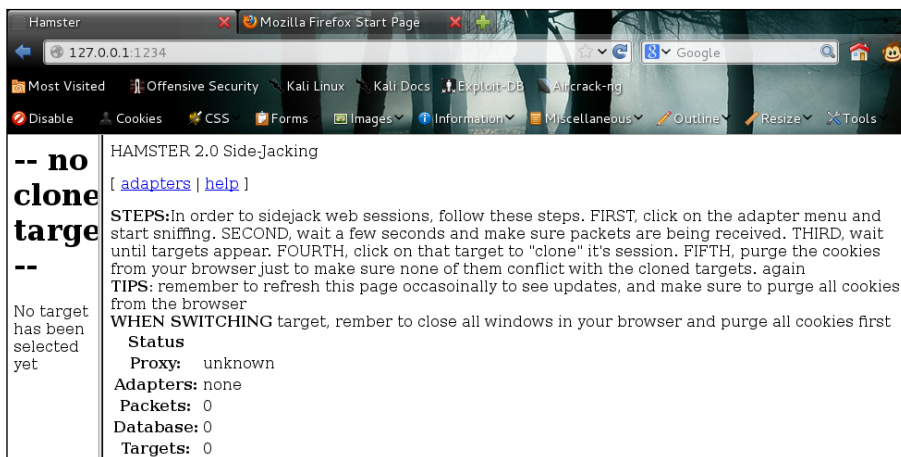 Hamster
Mozilla Firefox Start Page
127.0.0.1:1234
Google
Most Visited
Offensive Security
Kali Linux
Kali Docs
Exploit-DB
Aircrack-ng
Disable
Cookies
CSS
Forms
Images
Information
Miscellaneous
Outline
Resize
Tools
-- no
clone
targe
--
No target
has been
selected
yet
HAMSTER 2.0 Side-Jacking
[ adapters | help ]
STEPS:In order to sidejack web sessions, follow these steps. FIRST, click on the adapter menu and
start sniffing. SECOND, wait a few seconds and make sure packets are being received. THIRD, wait
until targets appear. FOURTH, click on that target to "clone" it's session. FIFTH, purge the cookies
from your browser just to make sure none of them conflict with the cloned targets. again
TIPS: remember to refresh this page occasoinally to see updates, and make sure to purge all cookies
from the browser
WHEN SWITCHING target, rember to close all windows in your browser and purge all cookies first
Status
Proxy: unknown
Adapters: none
Packets: 0
Database: 0
Targets: 0